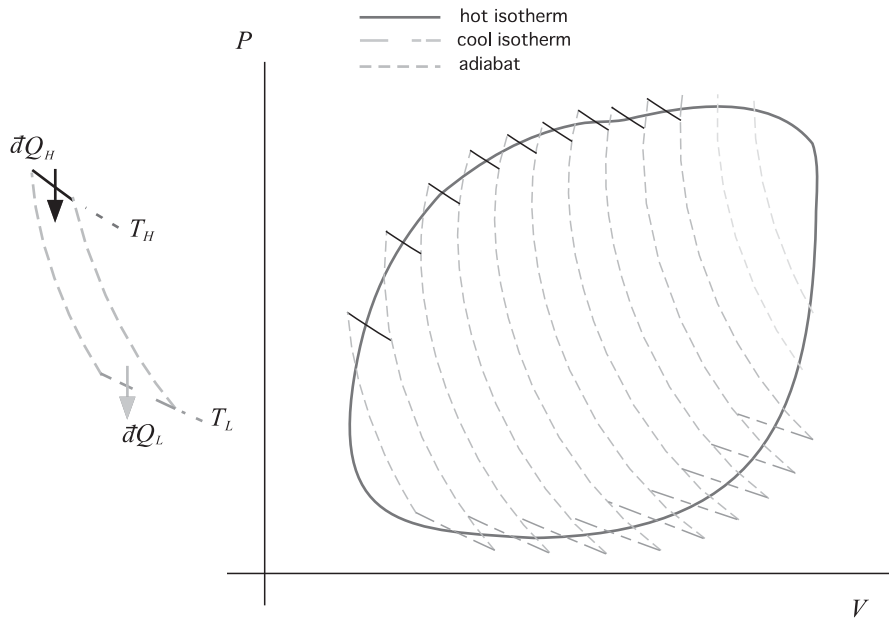 hot isotherm
cool isotherm
adiabat
P
đQ_H
T_H
T_L
đQ_L
V